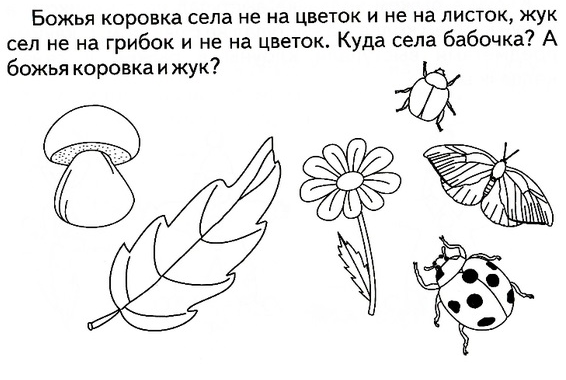 Божья коровка села не на цветок и не на листок, жук
сел не на грибок и не на цветок. Куда села бабочка? А
божья коровка и жук?